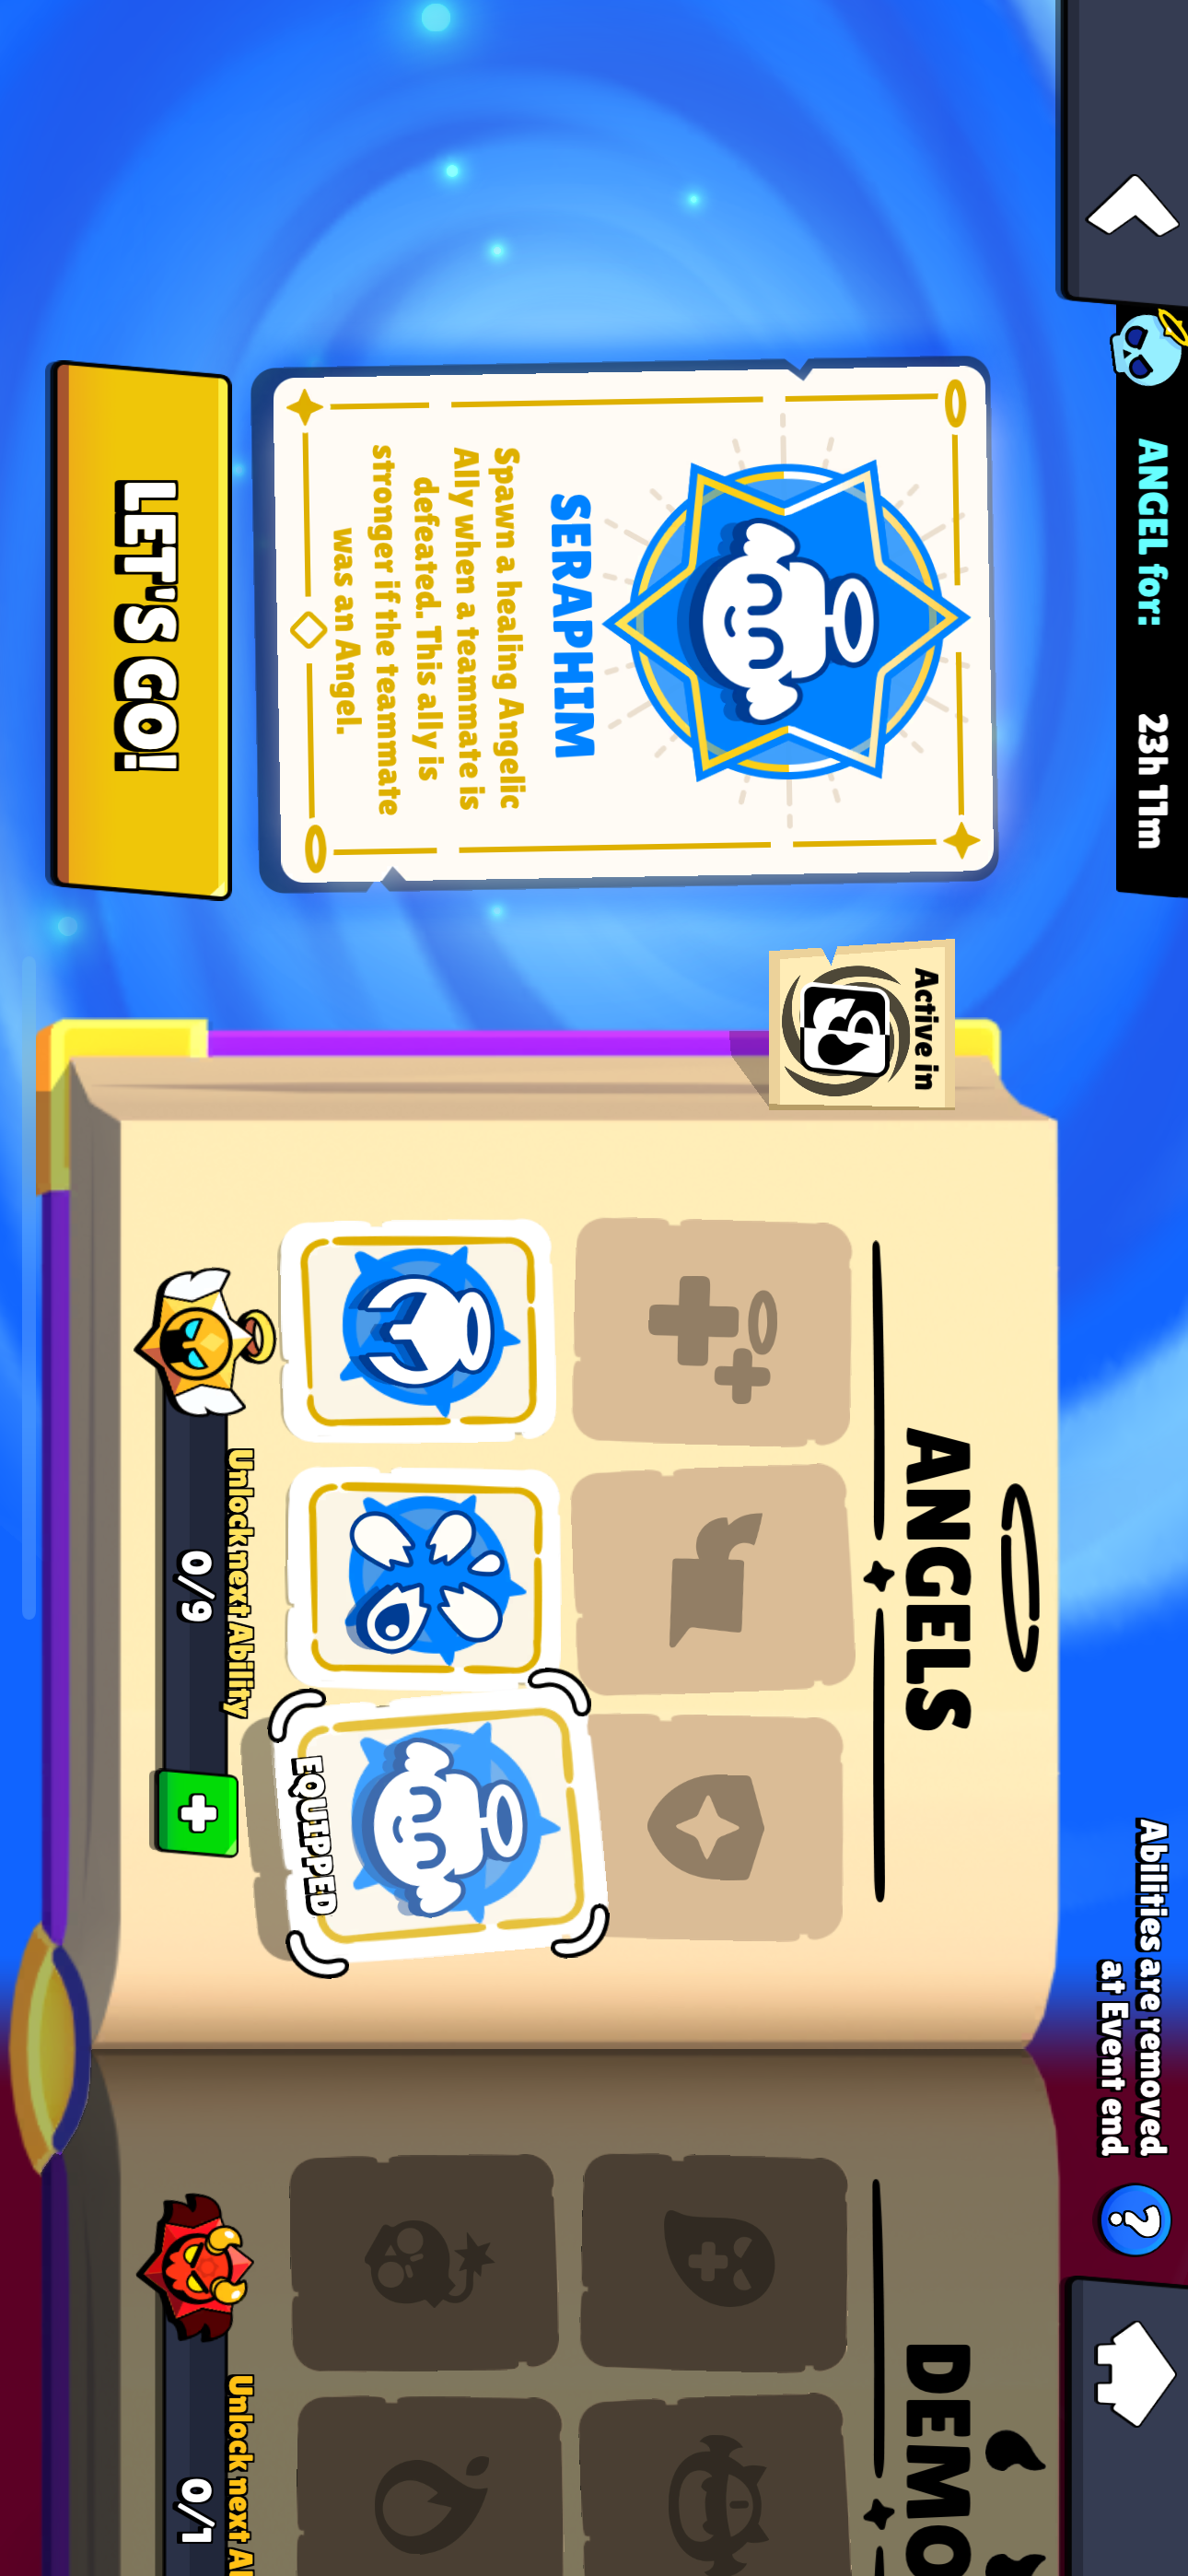 ANGEL for:
23h 11m
Abilities are removed
at Event end
?
SERAPHIM
Spawn a healing Angelic
Ally when a teammate is
defeated. This ally is
stronger if the teammate
was an Angel.
LET'S GO!
Active in
ANGELS
EQUIPPED
Unlock next Ability
0/9
DEMO
Unlock next A
0/1